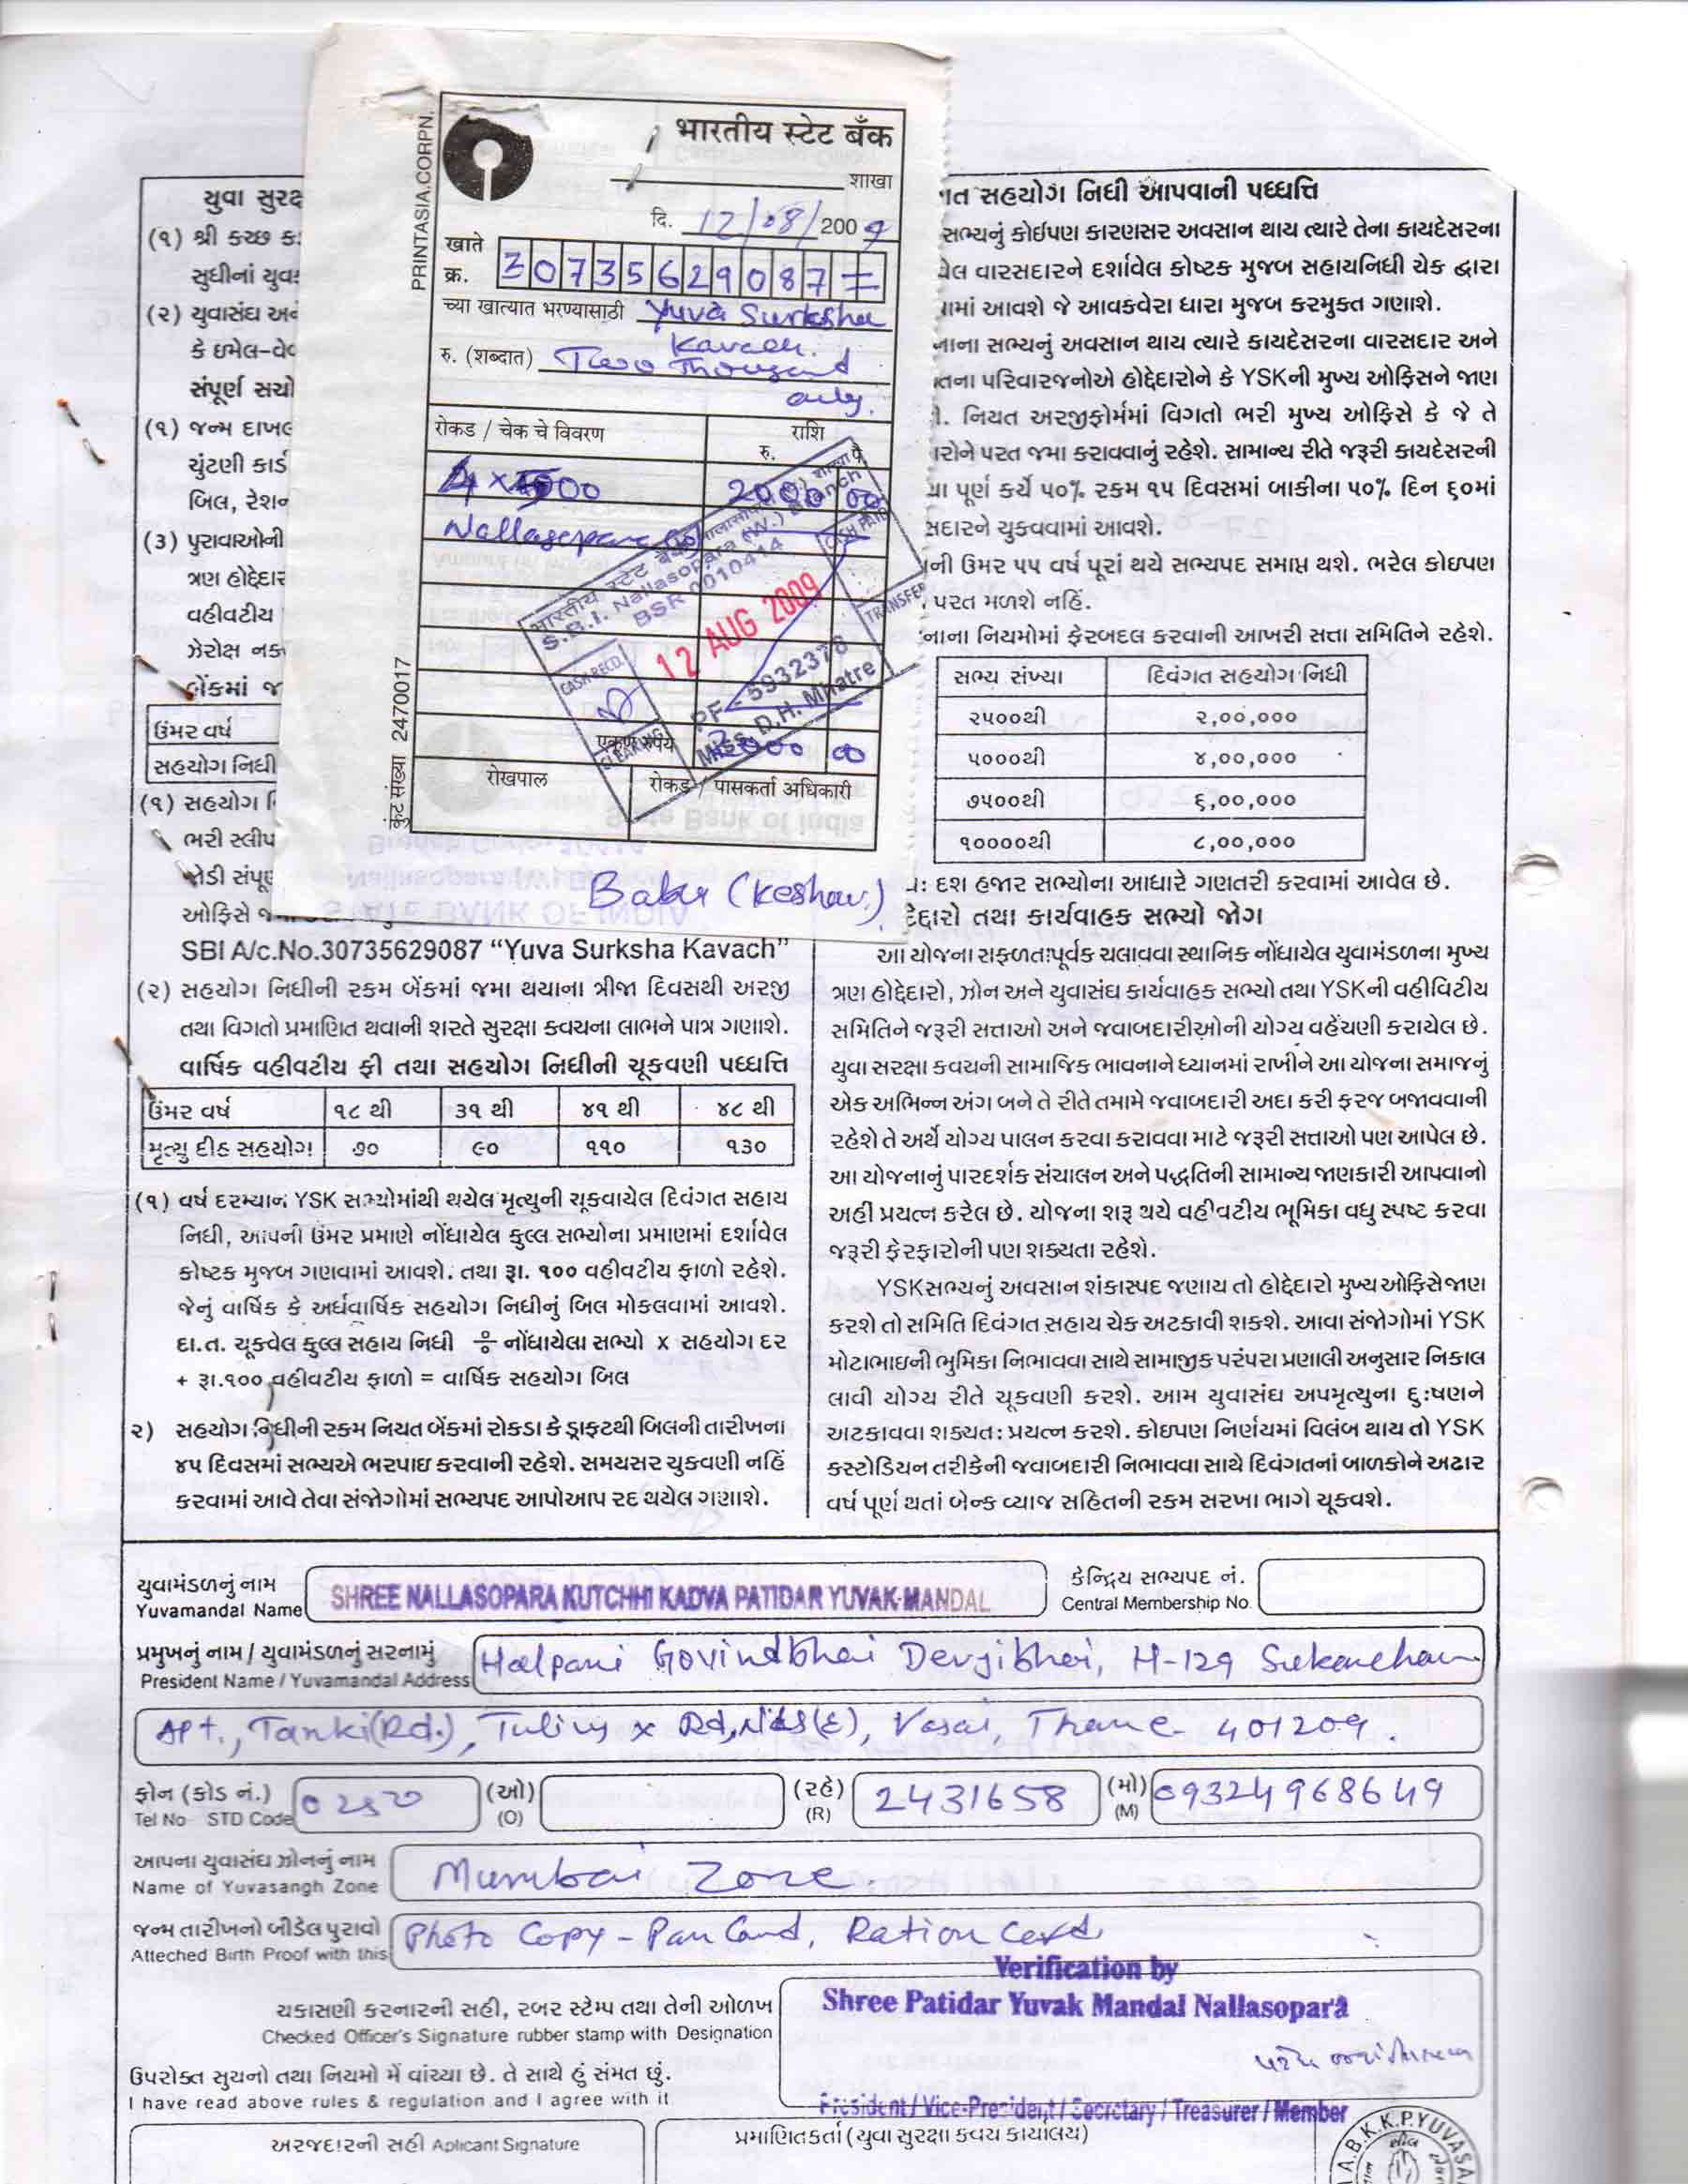 PRINTASIA.CORPN.
भारतीय स्टेट बँक
शाखा
दि. 12/08/2009
खाते
क्र. 30735629087
च्या खात्यात भरण्यासाठी Yuva Surksha
Kavach.
रु. (शब्दात) Two Thousand
only.
रोकड / चेक चे विवरण राशि
रु. पै.
2000 00
Nallasopara
भारतीय स्टेट बैंक
S.B.I. Nallasopara (W.) Branch
BSR 0010414
CASH PAID
TRANSFER
12 AUG 2009
CASH RECD.
CLEARING
PF - 5932378
Miss. D.H. Mhatre
एकूण रुपये 2000 00
रोखपाल रोकड / पासकर्ता अधिकारी
कुंट संख्या 2470017
Babu (Keshav)
યુવા સુરક્ષ
(૧) શ્રી કચ્છ ક
સુધીનાં યુવ
(૨) યુવાસંઘ અને
કે ઇમેલ-વે
સંપૂર્ણ સચો
(૧) જન્મ દાખલ
ચુંટણી કાર્ડ
બિલ, રેશન
(૩) પુરાવાઓની
ત્રણ હોદ્દેદાર
વહીવટીય
ઝેરોક્ષ નક
બેંકમાં જ
ઉંમર વર્ષ
સહયોગ નિધી
(૧) સહયોગ નિ
ભરી સ્લીપ
જોડી સંપૂ
ઓફિસે જ
SBI A/c.No.30735629087 “Yuva Surksha Kavach”
(૨) સહયોગ નિધીની રકમ બેંકમાં જમા થયાના ત્રીજા દિવસથી અરજી
તથા વિગતો પ્રમાણિત થવાની શરતે સુરક્ષા કવચના લાભને પાત્ર ગણાશે.
વાર્ષિક વહીવટીય ફી તથા સહયોગ નિધીની ચૂકવણી પધ્ધતિ
ઉંમર વર્ષ ૧૮ થી ૩૧ થી ૪૧ થી ૪૮ થી
મૃત્યુ દીઠ સહયોગ ૭૦ ૯૦ ૧૧૦ ૧૩૦
(૧) વર્ષ દરમ્યાન YSK સભ્યોમાંથી થયેલ મૃત્યુની ચૂકવાયેલ દિવંગત સહાય
નિધી, આપની ઉંમર પ્રમાણે નોંધાયેલ કુલ્લ સભ્યોના પ્રમાણમાં દર્શાવેલ
કોષ્ટક મુજબ ગણવામાં આવશે. તથા રૂા. ૧૦૦ વહીવટીય ફાળો રહેશે.
જેનું વાર્ષિક કે અર્ધવાર્ષિક સહયોગ નિધીનું બિલ મોકલવામાં આવશે.
દા.ત. ચૂકવેલ કુલ્લ સહાય નિધી ÷ નોંધાયેલા સભ્યો x સહયોગ દર
+ રૂા.૧૦૦ વહીવટીય ફાળો = વાર્ષિક સહયોગ બિલ
૨) સહયોગ નિધીની રકમ નિયત બેંકમાં રોકડા કે ડ્રાફ્ટથી બિલની તારીખના
૪૫ દિવસમાં સભ્યએ ભરપાઇ કરવાની રહેશે. સમયસર ચુકવણી નહિં
કરવામાં આવે તેવા સંજોગોમાં સભ્યપદ આપોઆપ રદ થયેલ ગણાશે.
ગત સહયોગ નિધી આપવાની પધ્ધતિ
સભ્યનું કોઈપણ કારણસર અવસાન થાય ત્યારે તેના કાયદેસરના
વેલ વારસદારને દર્શાવેલ કોષ્ટક મુજબ સહાયનિધી ચેક દ્વારા
વામાં આવશે જે આવકવેરા ધારા મુજબ કરમુક્ત ગણાશે.
નાના સભ્યનું અવસાન થાય ત્યારે કાયદેસરના વારસદાર અને
તના પરિવારજનોએ હોદ્દેદારોને કે YSKની મુખ્ય ઓફિસને જાણ
. નિયત અરજીફોર્મમાં વિગતો ભરી મુખ્ય ઓફિસે કે જે તે
રોને પરત જમા કરાવવાનું રહેશે. સામાન્ય રીતે જરૂરી કાયદેસરની
યા પૂર્ણ કર્યે ૫૦% રકમ ૧૫ દિવસમાં બાકીના ૫૦% દિન ૬૦માં
સદારને ચુકવવામાં આવશે.
ની ઉમર ૫૫ વર્ષ પૂરાં થયે સભ્યપદ સમાપ્ત થશે. ભરેલ કોઇપણ
પરત મળશે નહિં.
નાના નિયમોમાં ફેરબદલ કરવાની આખરી સત્તા સમિતિને રહેશે.
સભ્ય સંખ્યા દિવંગત સહયોગ નિધી
૨૫૦૦થી ૨,૦૦,૦૦૦
૫૦૦૦થી ૪,૦૦,૦૦૦
૭૫૦૦થી ૬,૦૦,૦૦૦
૧૦૦૦૦થી ૮,૦૦,૦૦૦
: દશ હજાર સભ્યોના આધારે ગણતરી કરવામાં આવેલ છે.
દ્દેદારો તથા કાર્યવાહક સભ્યો જોગ
આ યોજના સફળતાપૂર્વક ચલાવવા સ્થાનિક નોંધાયેલ યુવામંડળના મુખ્ય
ત્રણ હોદ્દેદારો, ઝોન અને યુવાસંઘ કાર્યવાહક સભ્યો તથા YSKની વહીવિટીય
સમિતિને જરૂરી સત્તાઓ અને જવાબદારીઓની યોગ્ય વહેંચણી કરાયેલ છે.
યુવા સરક્ષા કવચની સામાજિક ભાવનાને ધ્યાનમાં રાખીને આ યોજના સમાજનું
એક અભિન્ન અંગ બને તે રીતે તમામે જવાબદારી અદા કરી ફરજ બજાવવાની
રહેશે તે અર્થે યોગ્ય પાલન કરવા કરાવવા માટે જરૂરી સત્તાઓ પણ આપેલ છે.
આ યોજનાનું પારદર્શક સંચાલન અને પદ્ધતિની સામાન્ય જાણકારી આપવાનો
અહીં પ્રયત્ન કરેલ છે. યોજના શરૂ થયે વહીવટીય ભૂમિકા વધુ સ્પષ્ટ કરવા
જરૂરી ફેરફારોની પણ શક્યતા રહેશે.
YSKસભ્યનું અવસાન શંકાસ્પદ જણાય તો હોદ્દેદારો મુખ્ય ઓફિસે જાણ
કરશે તો સમિતિ દિવંગત સહાય ચેક અટકાવી શકશે. આવા સંજોગોમાં YSK
મોટાભાઇની ભુમિકા નિભાવવા સાથે સામાજીક પરંપરા પ્રણાલી અનુસાર નિકાલ
લાવી યોગ્ય રીતે ચૂકવણી કરશે. આમ યુવાસંઘ અપમૃત્યુના દુઃષણને
અટકાવવા શક્યતઃ પ્રયત્ન કરશે. કોઇપણ નિર્ણયમાં વિલંબ થાય તો YSK
કસ્ટોડિયન તરીકેની જવાબદારી નિભાવવા સાથે દિવંગતનાં બાળકોને અઢાર
વર્ષ પૂર્ણ થતાં બેન્ક વ્યાજ સહિતની રકમ સરખા ભાગે ચૂકવશે.
યુવામંડળનું નામ
Yuvamandal Name SHREE NALLASOPARA KUTCHHI KADVA PATIDAR YUVAK MANDAL
કેન્દ્રિય સભ્યપદ નં.
Central Membership No.
પ્રમુખનું નામ / યુવામંડળનું સરનામું
President Name / Yuvamandal Address Halpani Govindbhai Devjibhai, H-129 Sukanchan
Apt., Tanki(Rd.), Tulinj x Rd, Nls(E), Vasai, Thane- 401209.
ફોન (કોડ નં.) (ઓ) (રહે) 2431658 (મો) 09324968649
Tel No STD Code 0250 (O) (R) (M)
આપના યુવાસંઘ ઝોનનું નામ
Name of Yuvasangh Zone Mumbai Zone.
જન્મ તારીખનો બીડેલ પુરાવો
Atteched Birth Proof with this Photo Copy - Pan Card, Ration Card
Verification by
Shree Patidar Yuvak Mandal Nallasopara
ચકાસણી કરનારની સહી, રબર સ્ટેમ્પ તથા તેની ઓળખ
Checked Officer's Signature rubber stamp with Designation
ઉપરોક્ત સુચનો તથા નિયમો મેં વાંચ્યા છે. તે સાથે હું સંમત છું.
I have read above rules & regulation and I agree with it
President / Vice-President / Secretary / Treasurer / Member
અરજદારની સહી Aplicant Signature
પ્રમાણિતકર્તા (યુવા સુરક્ષા કવચ કાર્યાલય)
A.B.K.K.P.YUVASA